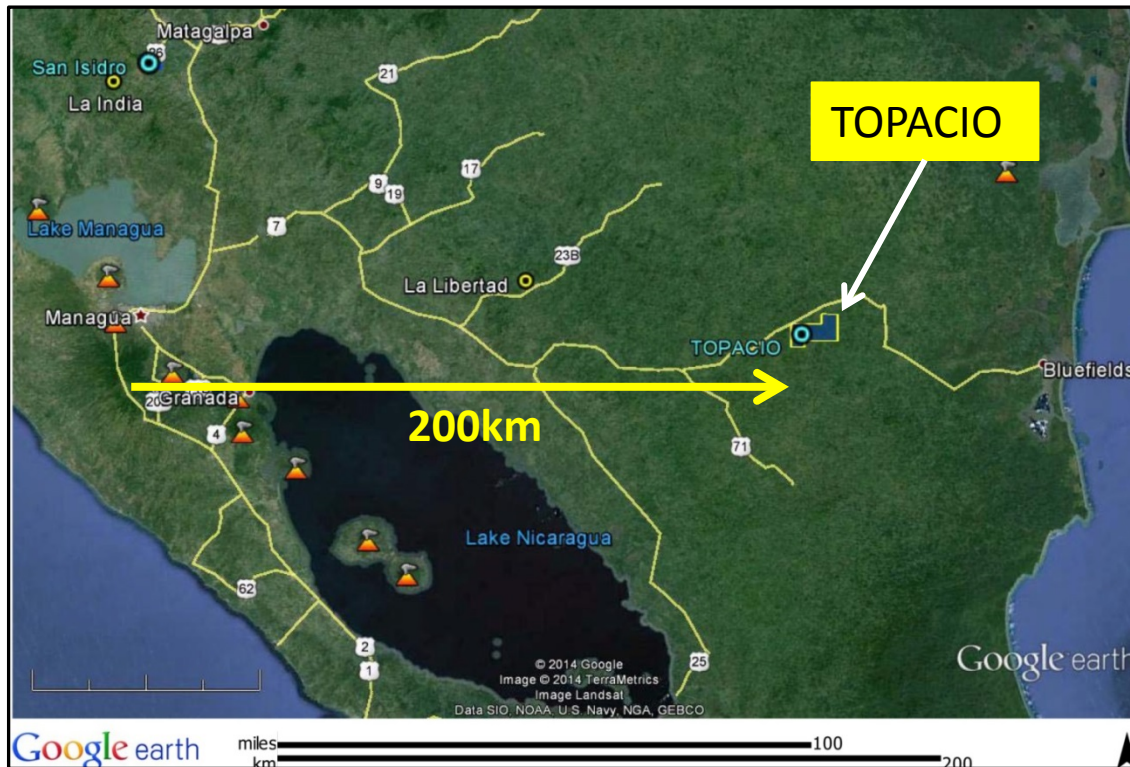 Matagalpa
26
San Isidro
La India
21
TOPACIO
17
9
19
Lake Managua
7
23B
La Libertad
Managua
TOPACIO
Bluefields
20
Granada
200km
4
71
Lake Nicaragua
62
2
1
25
© 2014 Google
Image © 2014 TerraMetrics
Image Landsat
Data SIO, NOAA, U.S. Navy, NGA, GEBCO
Google earth
Google earth
miles 100
km 200